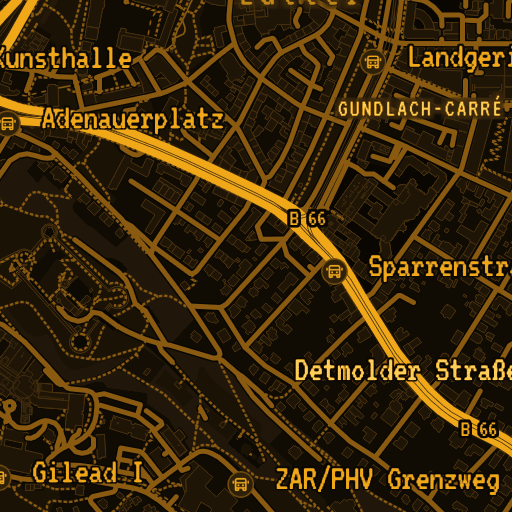 Kunsthalle
Landgeri
GUNDLACH-CARRÉ
Adenauerplatz
B 66
Sparrenstra
Detmolder Straße
B 66
Gilead I
ZAR/PHV Grenzweg